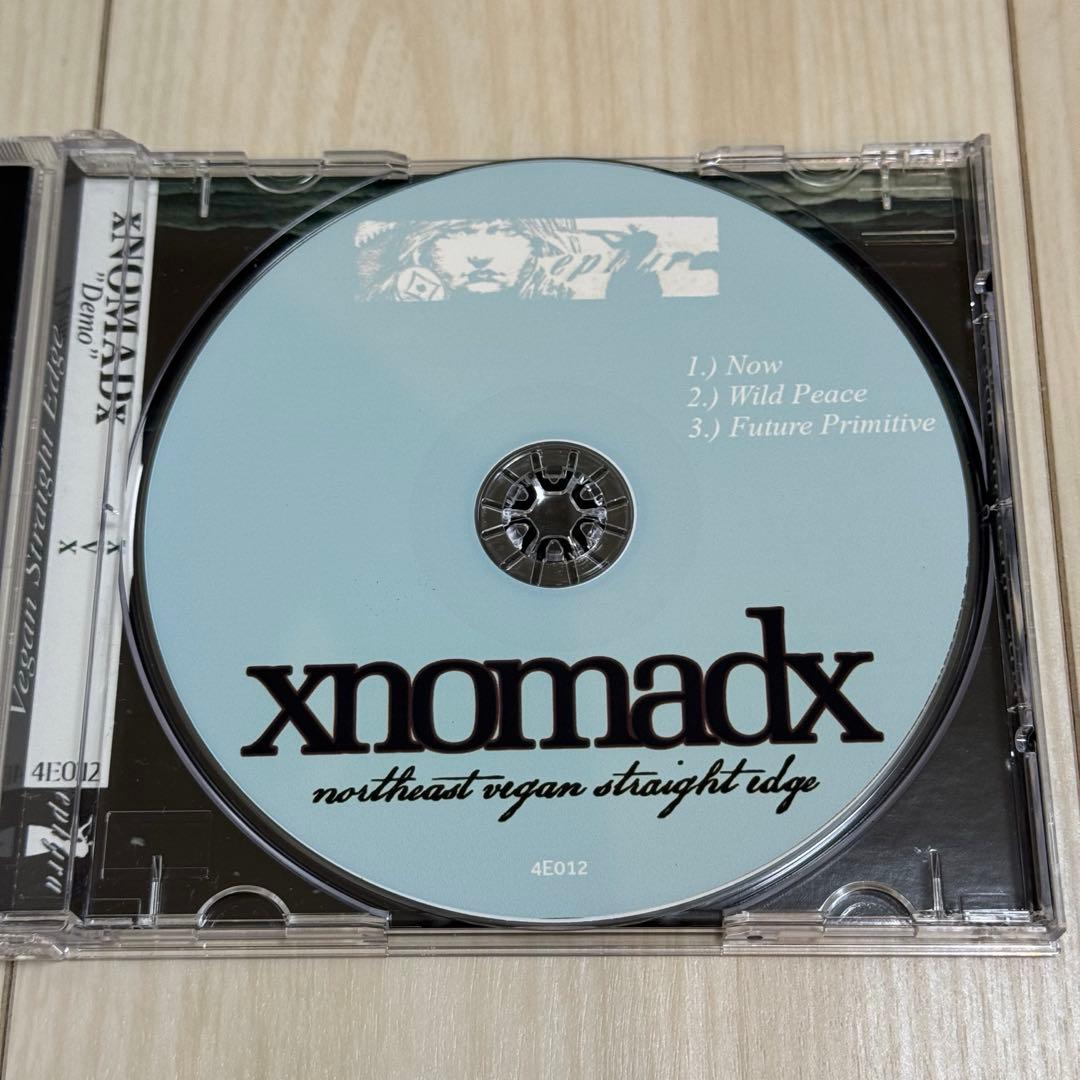 xNOMADx
"Demo"
Vegan Straight Edge
x
v
x
4E012
1.) Now
2.) Wild Peace
3.) Future Primitive
xnomadx
northeast vegan straight edge
4E012